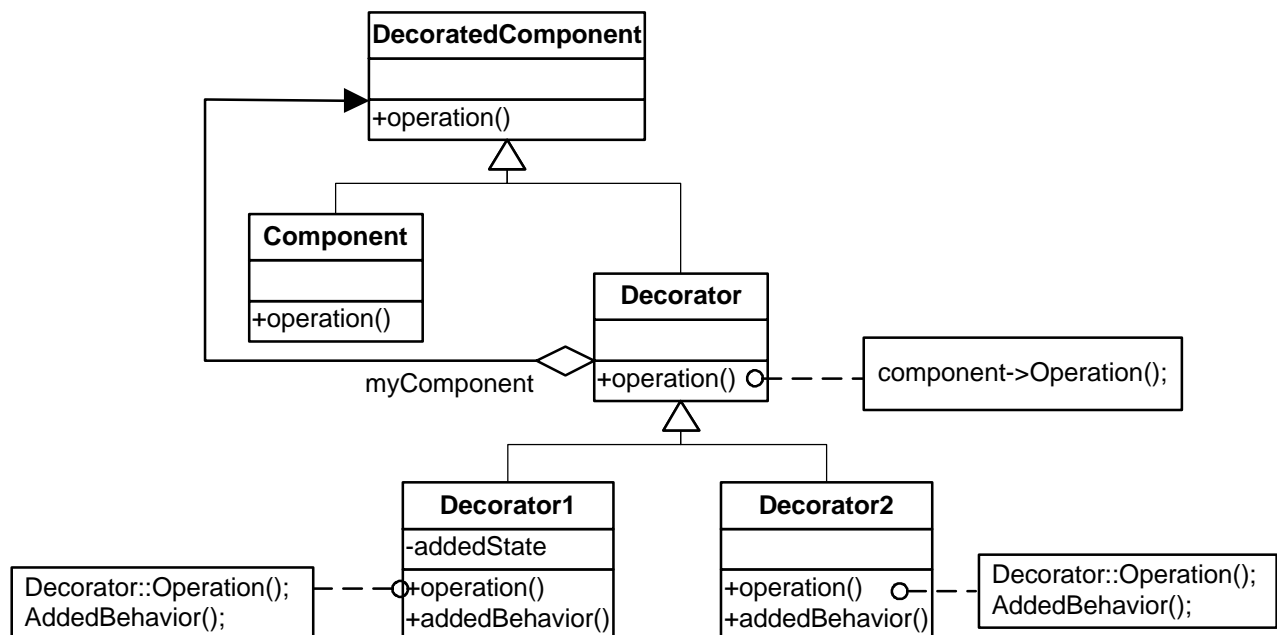 DecoratedComponent
+operation()
Component
+operation()
Decorator
+operation()
component->Operation();
myComponent
Decorator1
-addedState
+operation()
+addedBehavior()
Decorator2
+operation()
+addedBehavior()
Decorator::Operation();
AddedBehavior();
Decorator::Operation();
AddedBehavior();